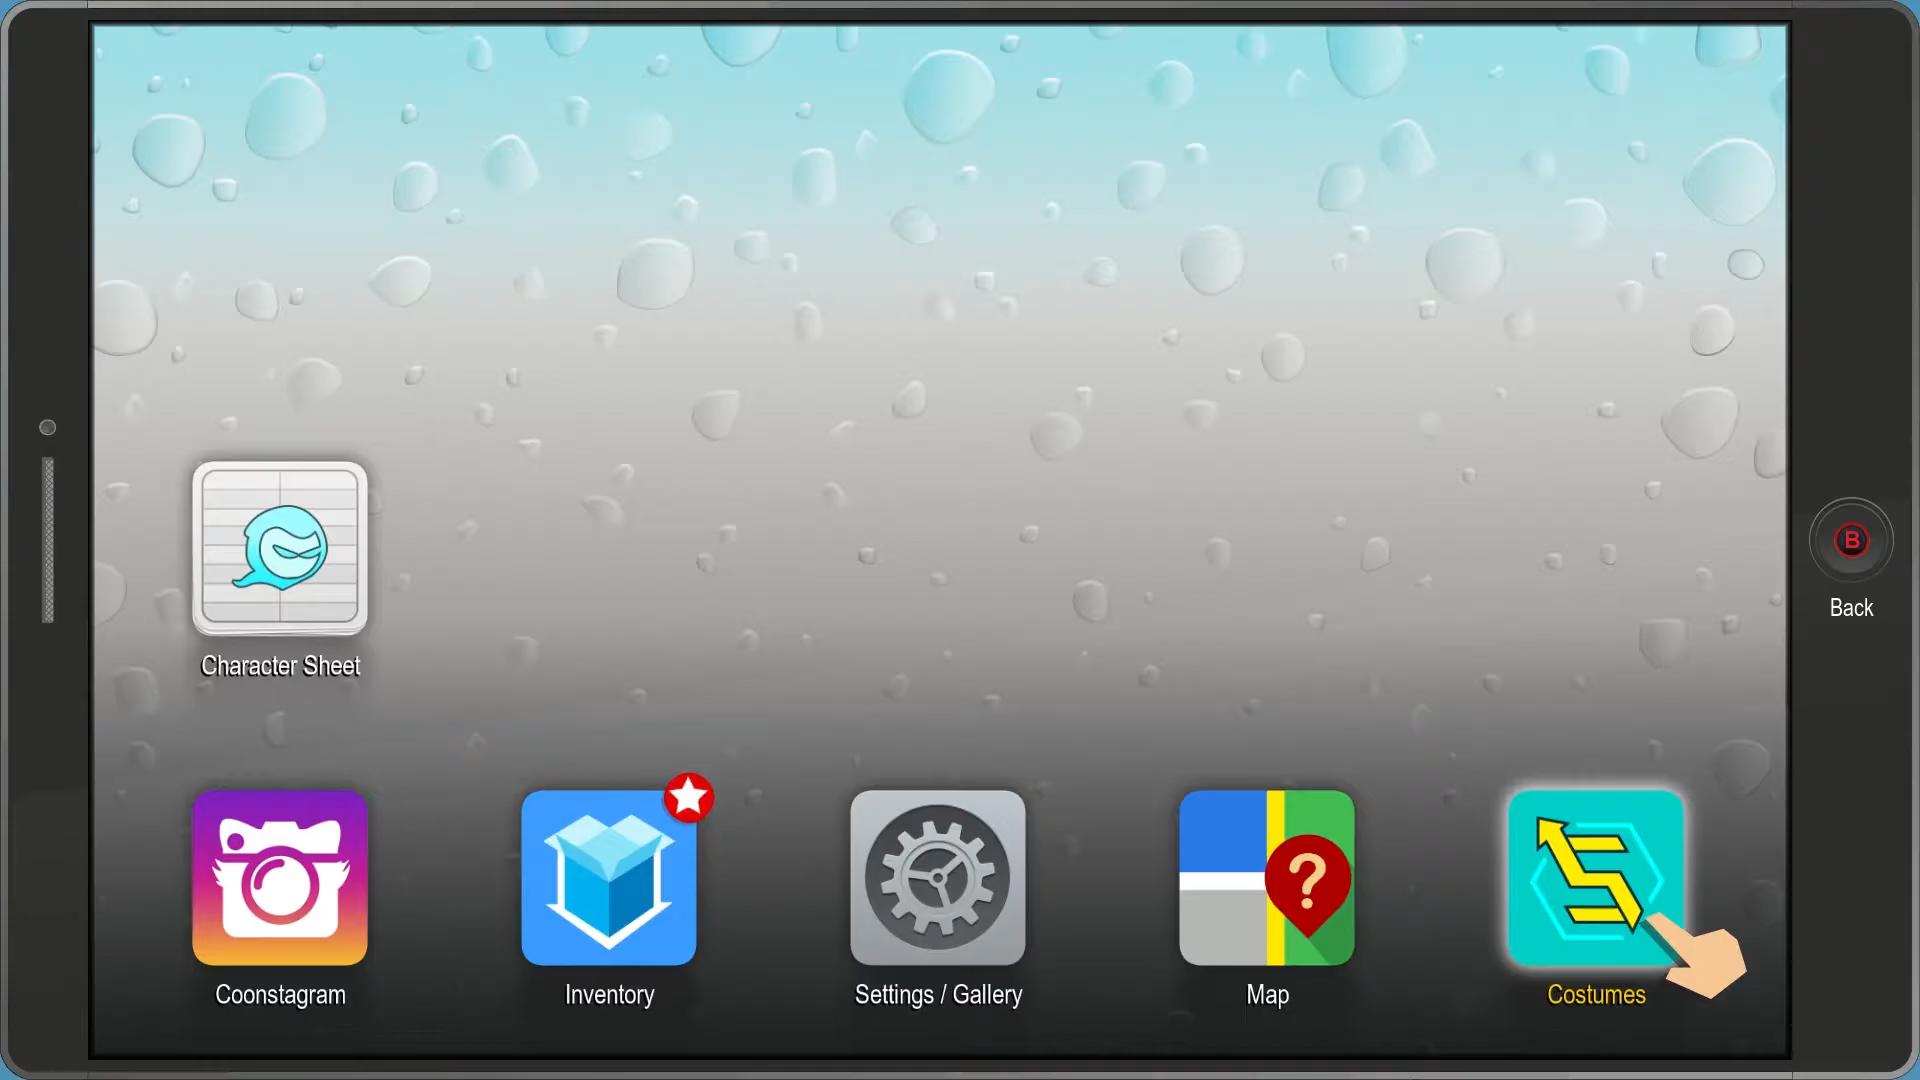 B
Back
Character Sheet
?
Coonstagram
Inventory
Settings / Gallery
Map
Costumes